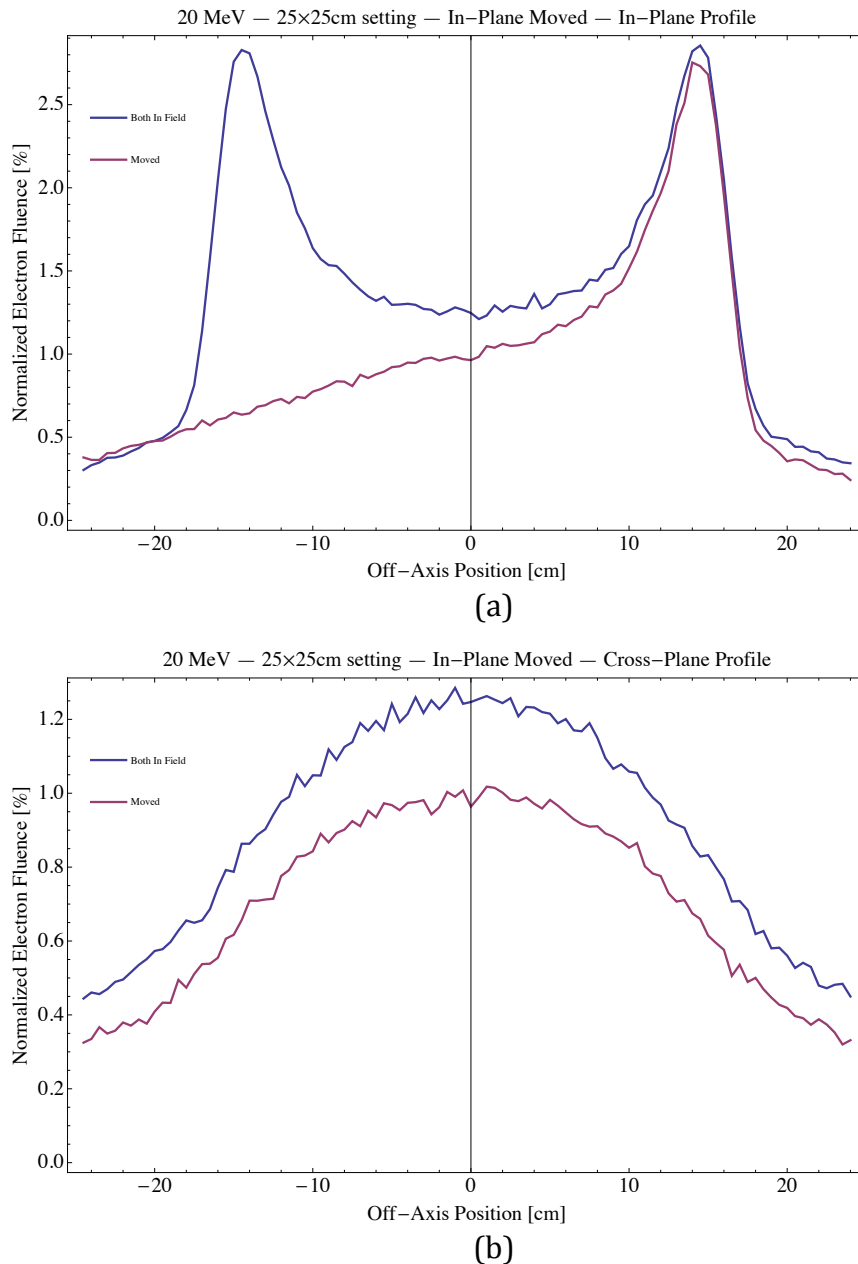 20 MeV — 25×25cm setting — In−Plane Moved — In−Plane Profile
Normalized Electron Fluence [%]
2.5
2.0
1.5
1.0
0.5
0.0
Both In Field
Moved
−20
−10
0
10
20
Off−Axis Position [cm]
(a)
20 MeV — 25×25cm setting — In−Plane Moved — Cross−Plane Profile
Normalized Electron Fluence [%]
1.2
1.0
0.8
0.6
0.4
0.2
0.0
Both In Field
Moved
−20
−10
0
10
20
Off−Axis Position [cm]
(b)